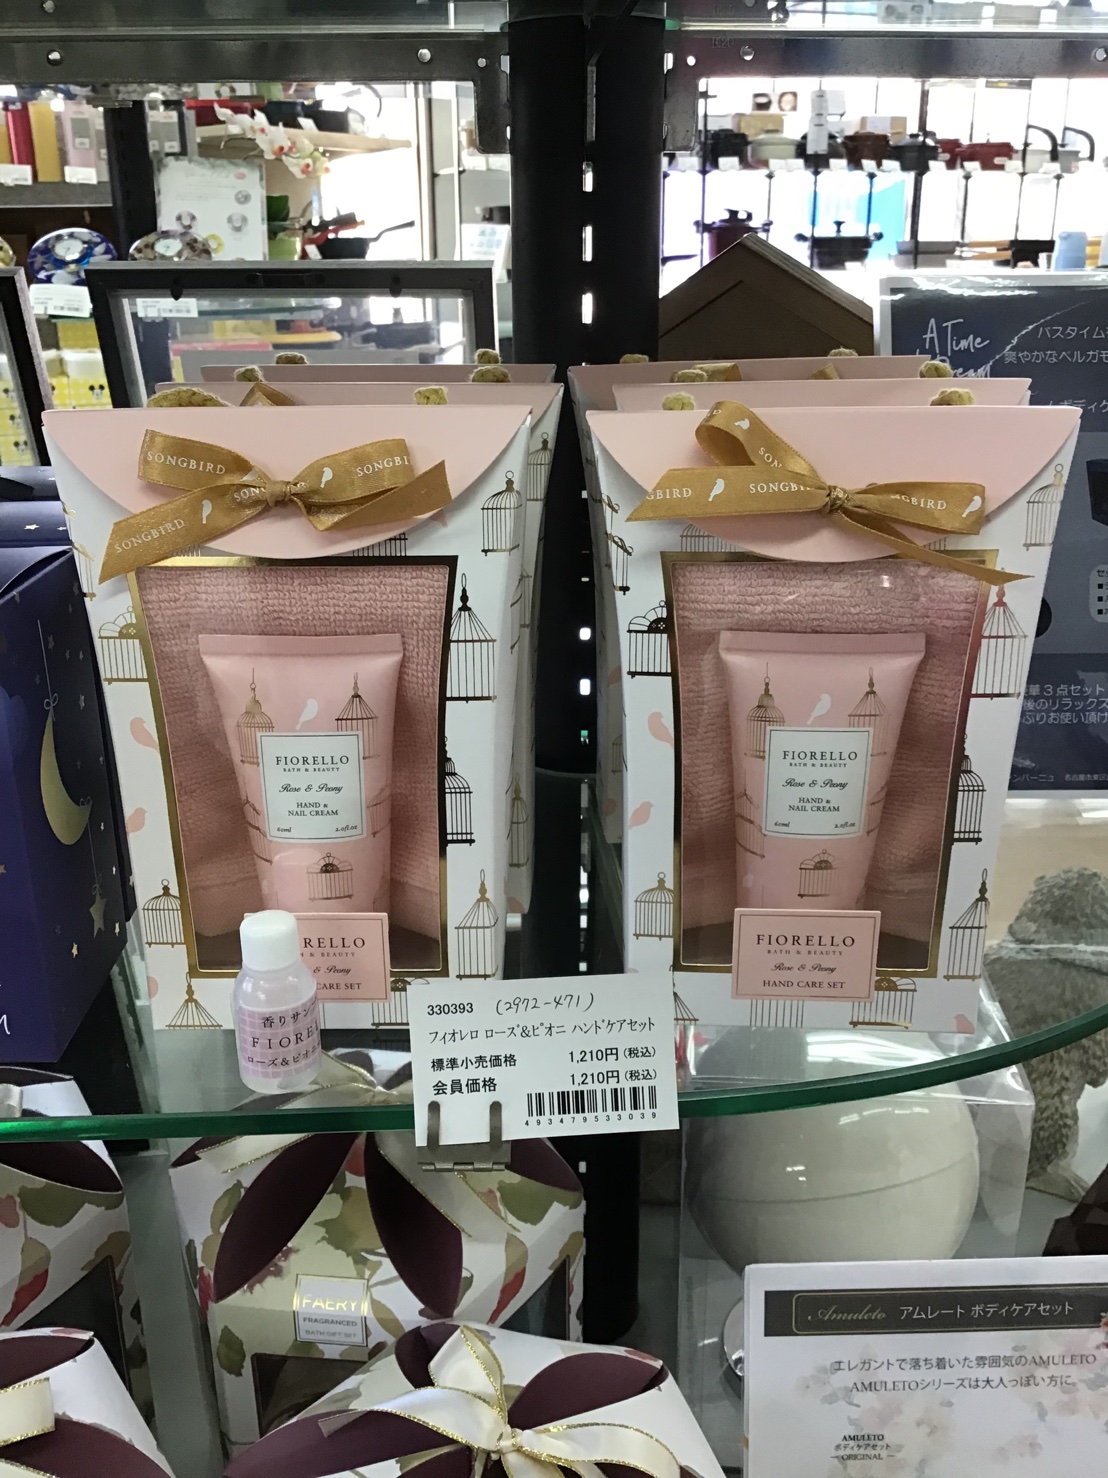 A Time
バスタイム
爽やかなベルガモ
SONGBIRD
SONGBIRD
SONGBIRD
SONGBIRD
FIORELLO
BATH & BEAUTY
Rose & Peony
HAND &
NAIL CREAM
60ml 2.0fl.oz
FIORELLO
BATH & BEAUTY
Rose & Peony
HAND &
NAIL CREAM
60ml 2.0fl.oz
RELLO
& BEAUTY
& Peony
CARE SET
FIORELLO
BATH & BEAUTY
Rose & Peony
HAND CARE SET
3点セット
後のリラックス
ぷりお使い頂け
香りサン
FIORE
ローズ&ピオ
330393 (2972-471)
フィオレロ ローズ&ピオニ ハンドケアセット
標準小売価格 1,210円(税込)
会員価格 1,210円(税込)
493479533039
FAERY
FRAGRANCED
BATH GIFT SET
Amuleto アムレート ボディケアセット
エレガントで落ち着いた雰囲気のAMULETO
AMULETOシリーズは大人っぽい方に
AMULETO
ボディケアセット
ORIGINAL